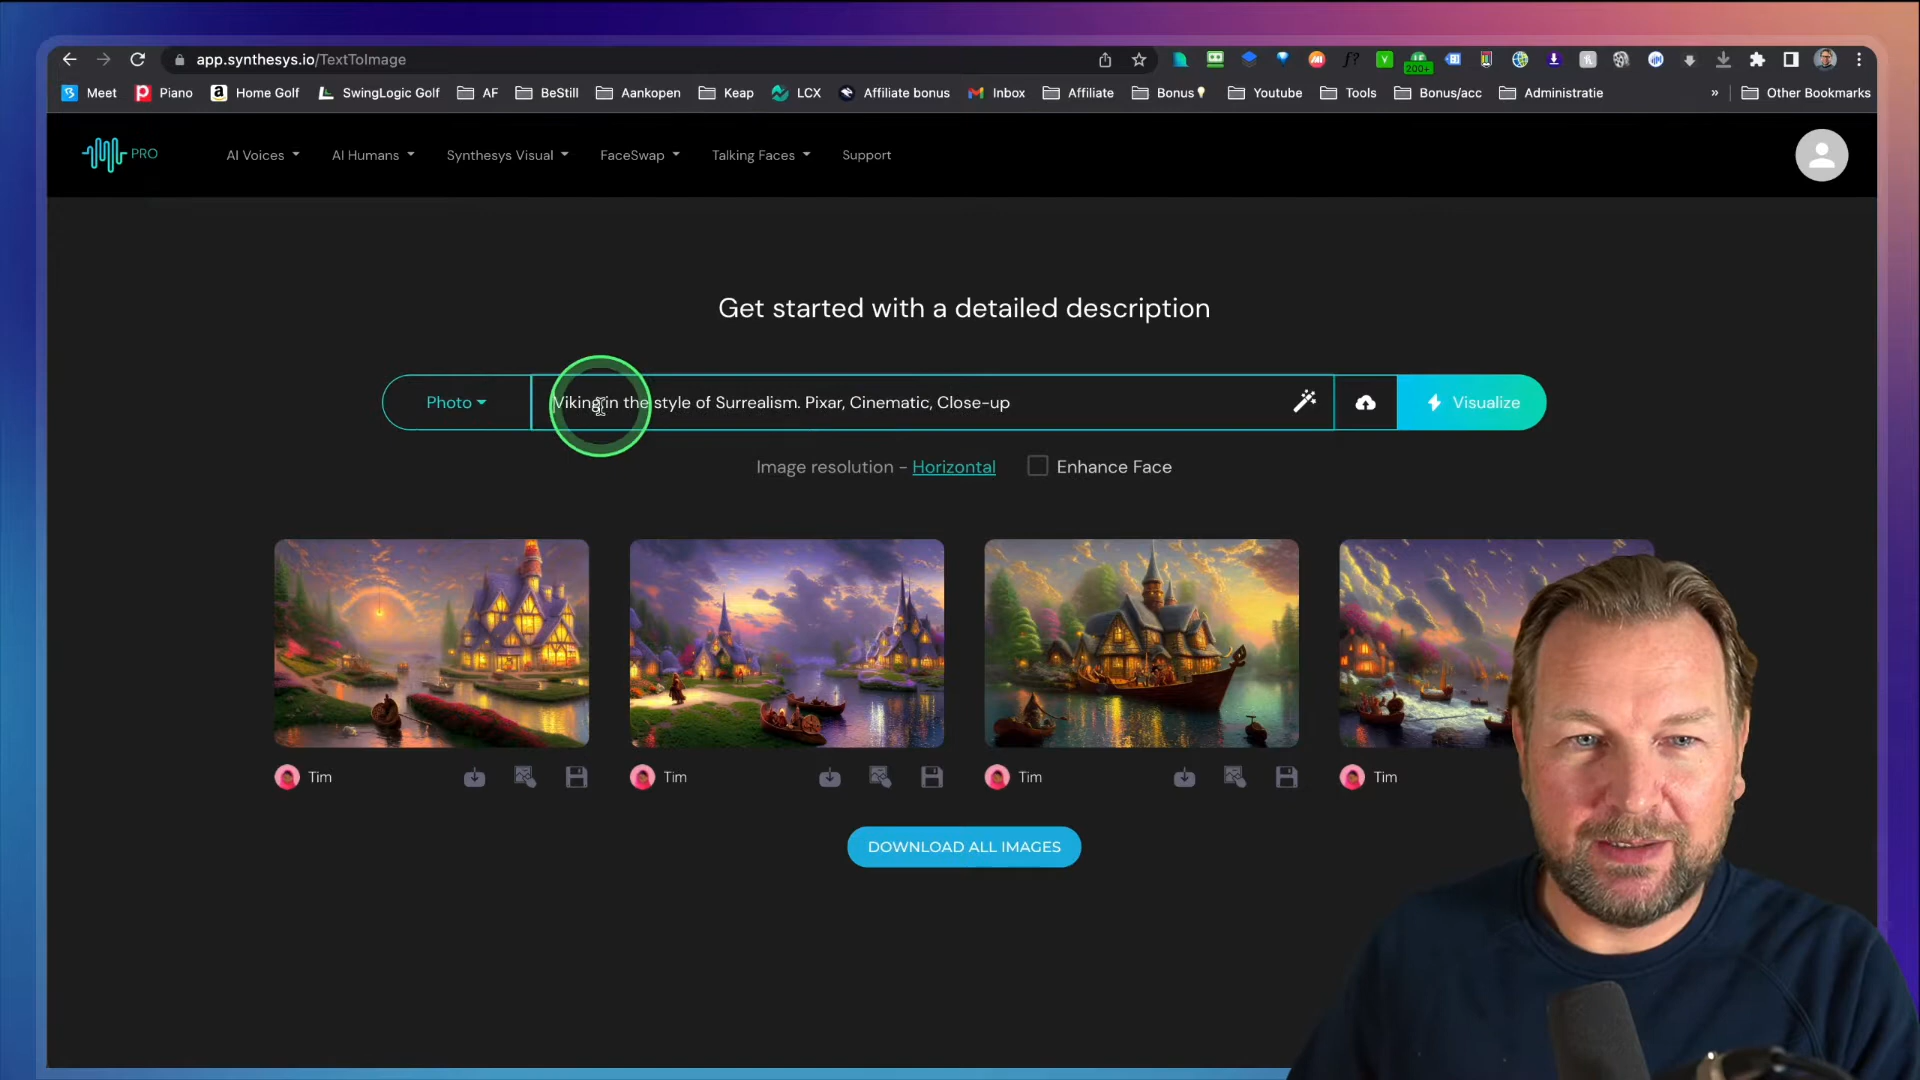 app.synthesys.io/TextToImage
200+
Meet
Piano
Home Golf
SwingLogic Golf
AF
BeStill
Aankopen
Keap
LCX
Affiliate bonus
Inbox
Affiliate
Bonus
Youtube
Tools
Bonus/acc
Administratie
»
Other Bookmarks
PRO
AI Voices
AI Humans
Synthesys Visual
FaceSwap
Talking Faces
Support
Get started with a detailed description
Photo
Viking in the style of Surrealism. Pixar, Cinematic, Close-up
Visualize
Image resolution - Horizontal
Enhance Face
Tim
Tim
Tim
Tim
DOWNLOAD ALL IMAGES